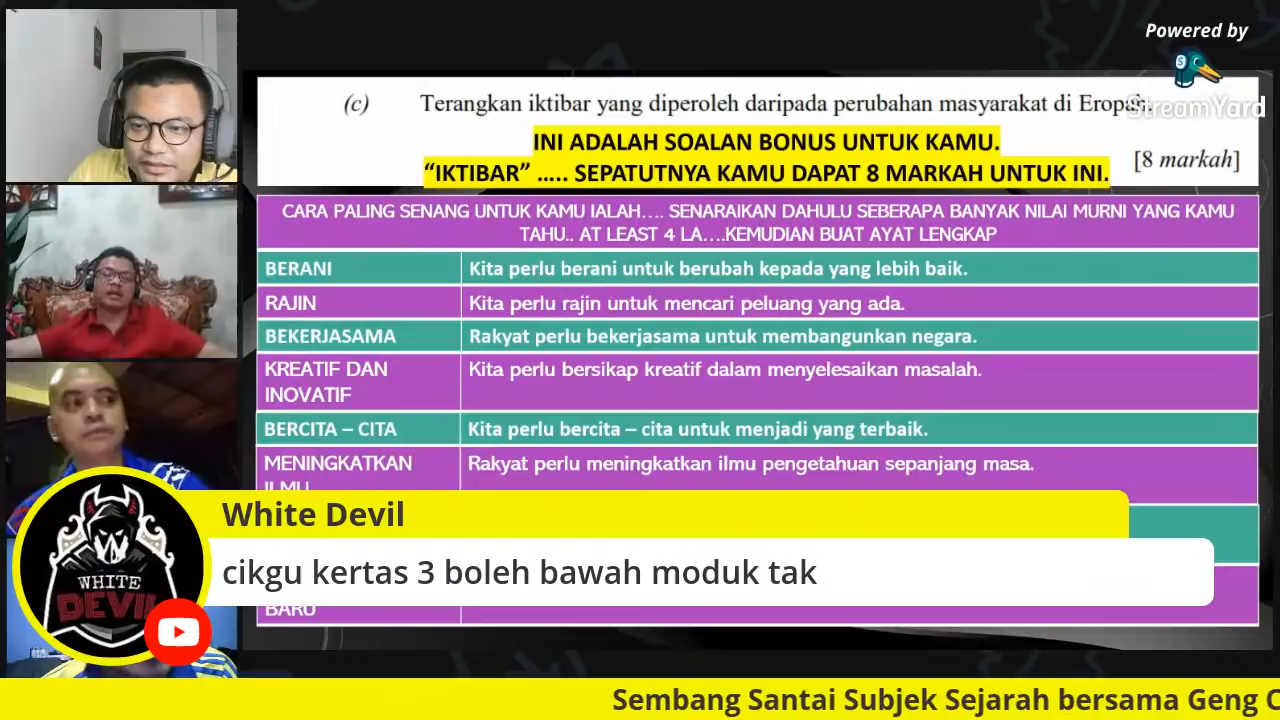 Powered by
StreamYard
(c) Terangkan iktibar yang diperoleh daripada perubahan masyarakat di Eropah.
INI ADALAH SOALAN BONUS UNTUK KAMU.
“IKTIBAR” ….. SEPATUTNYA KAMU DAPAT 8 MARKAH UNTUK INI.
[8 markah]
CARA PALING SENANG UNTUK KAMU IALAH…. SENARAIKAN DAHULU SEBERAPA BANYAK NILAI MURNI YANG KAMU
TAHU.. AT LEAST 4 LA….KEMUDIAN BUAT AYAT LENGKAP
BERANI Kita perlu berani untuk berubah kepada yang lebih baik.
RAJIN Kita perlu rajin untuk mencari peluang yang ada.
BEKERJASAMA Rakyat perlu bekerjasama untuk membangunkan negara.
KREATIF DAN Kita perlu bersikap kreatif dalam menyelesaikan masalah.
INOVATIF
BERCITA – CITA Kita perlu bercita – cita untuk menjadi yang terbaik.
MENINGKATKAN Rakyat perlu meningkatkan ilmu pengetahuan sepanjang masa.
ILMU
White Devil
cikgu kertas 3 boleh bawah moduk tak
WHITE
DEVIL
BARU
Sembang Santai Subjek Sejarah bersama Geng